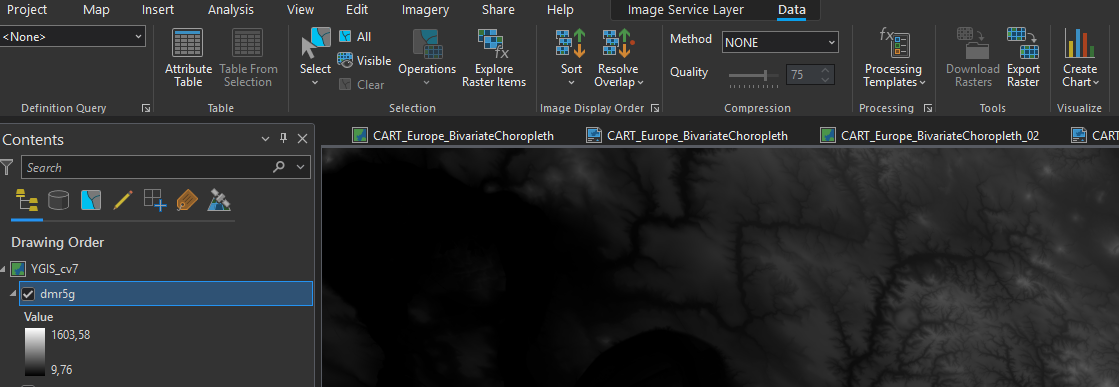 Project Map Insert Analysis View Edit Imagery Share Help Image Service Layer Data
<None>
Attribute Table
Table From Selection
Select
All
Visible
Clear
Operations
Explore Raster Items
Sort
Resolve Overlap
Method NONE
Quality 75
Processing Templates
Download Rasters
Export Raster
Create Chart
Definition Query Table Selection Image Display Order Compression Processing Tools Visualize
Contents
CART_Europe_BivariateChoropleth CART_Europe_BivariateChoropleth CART_Europe_BivariateChoropleth_02 CART
Search
Drawing Order
YGIS_cv7
dmr5g
Value
1603,58
9,76